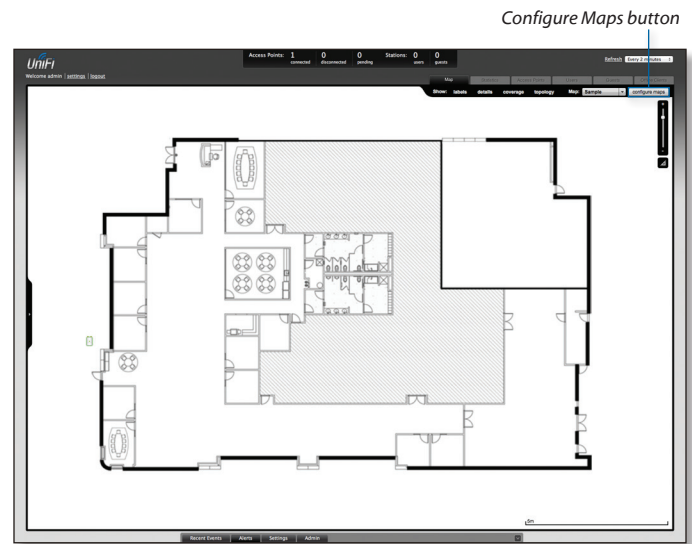 Configure Maps button
UniFi
Access Points: 1 connected 0 disconnected 0 pending Stations: 0 users 0 guests
Refresh Every 2 minutes
Welcome admin | settings | logout
Map
Show: labels details coverage topology Map: Sample configure maps
6m
Recent Events Alerts Settings Admin